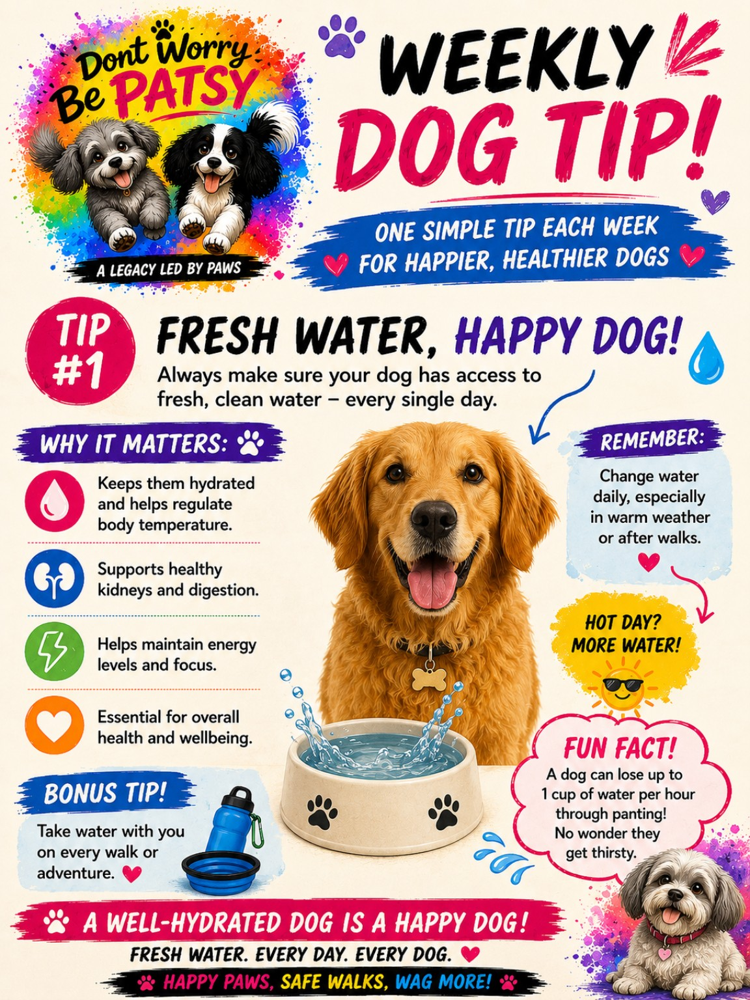 Dont Worry
Be PATSY
A LEGACY LED BY PAWS
WEEKLY
DOG TIP!
ONE SIMPLE TIP EACH WEEK
FOR HAPPIER, HEALTHIER DOGS
TIP
#1
FRESH WATER, HAPPY DOG!
Always make sure your dog has access to
fresh, clean water – every single day.
WHY IT MATTERS:
Keeps them hydrated
and helps regulate
body temperature.
Supports healthy
kidneys and digestion.
Helps maintain energy
levels and focus.
Essential for overall
health and wellbeing.
REMEMBER:
Change water
daily, especially
in warm weather
or after walks.
HOT DAY?
MORE WATER!
FUN FACT!
A dog can lose up to
1 cup of water per hour
through panting!
No wonder they
get thirsty.
BONUS TIP!
Take water with you
on every walk or
adventure.
A WELL-HYDRATED DOG IS A HAPPY DOG!
FRESH WATER. EVERY DAY. EVERY DOG.
HAPPY PAWS, SAFE WALKS, WAG MORE!